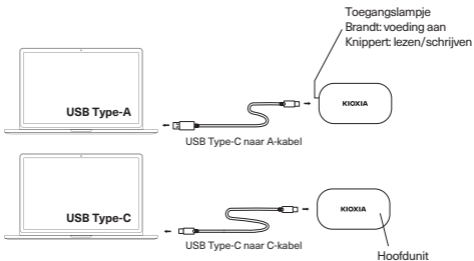 Toegangslampje
Brandt: voeding aan
Knippert: lezen/schrijven
USB Type-A
KIOXIA
USB Type-C naar A-kabel
USB Type-C
KIOXIA
USB Type-C naar C-kabel
Hoofdunit